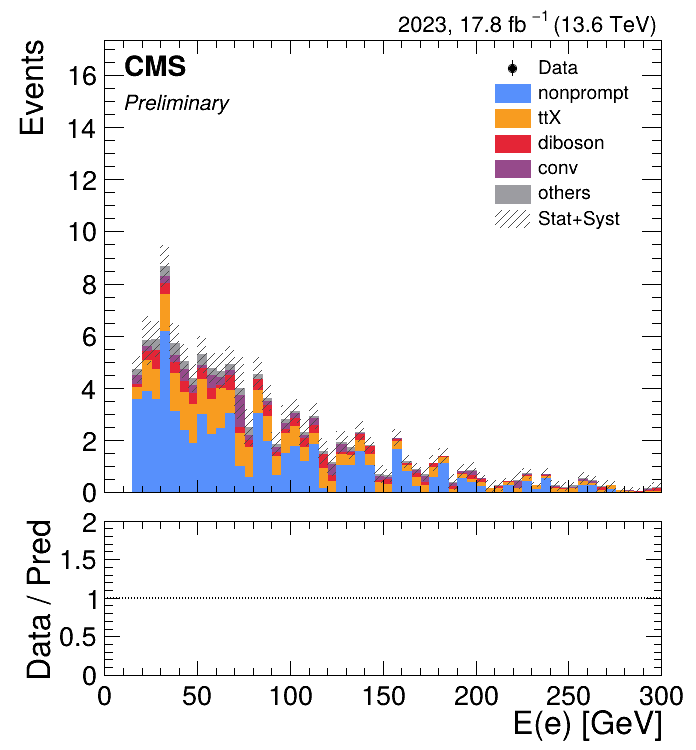 2023, 17.8 fb⁻¹ (13.6 TeV)
CMS
Preliminary
Events
16
14
12
10
8
6
4
2
0
Data
nonprompt
ttX
diboson
conv
others
Stat+Syst
Data / Pred
2
1.5
1
0.5
0
0 50 100 150 200 250 300
E(e) [GeV]